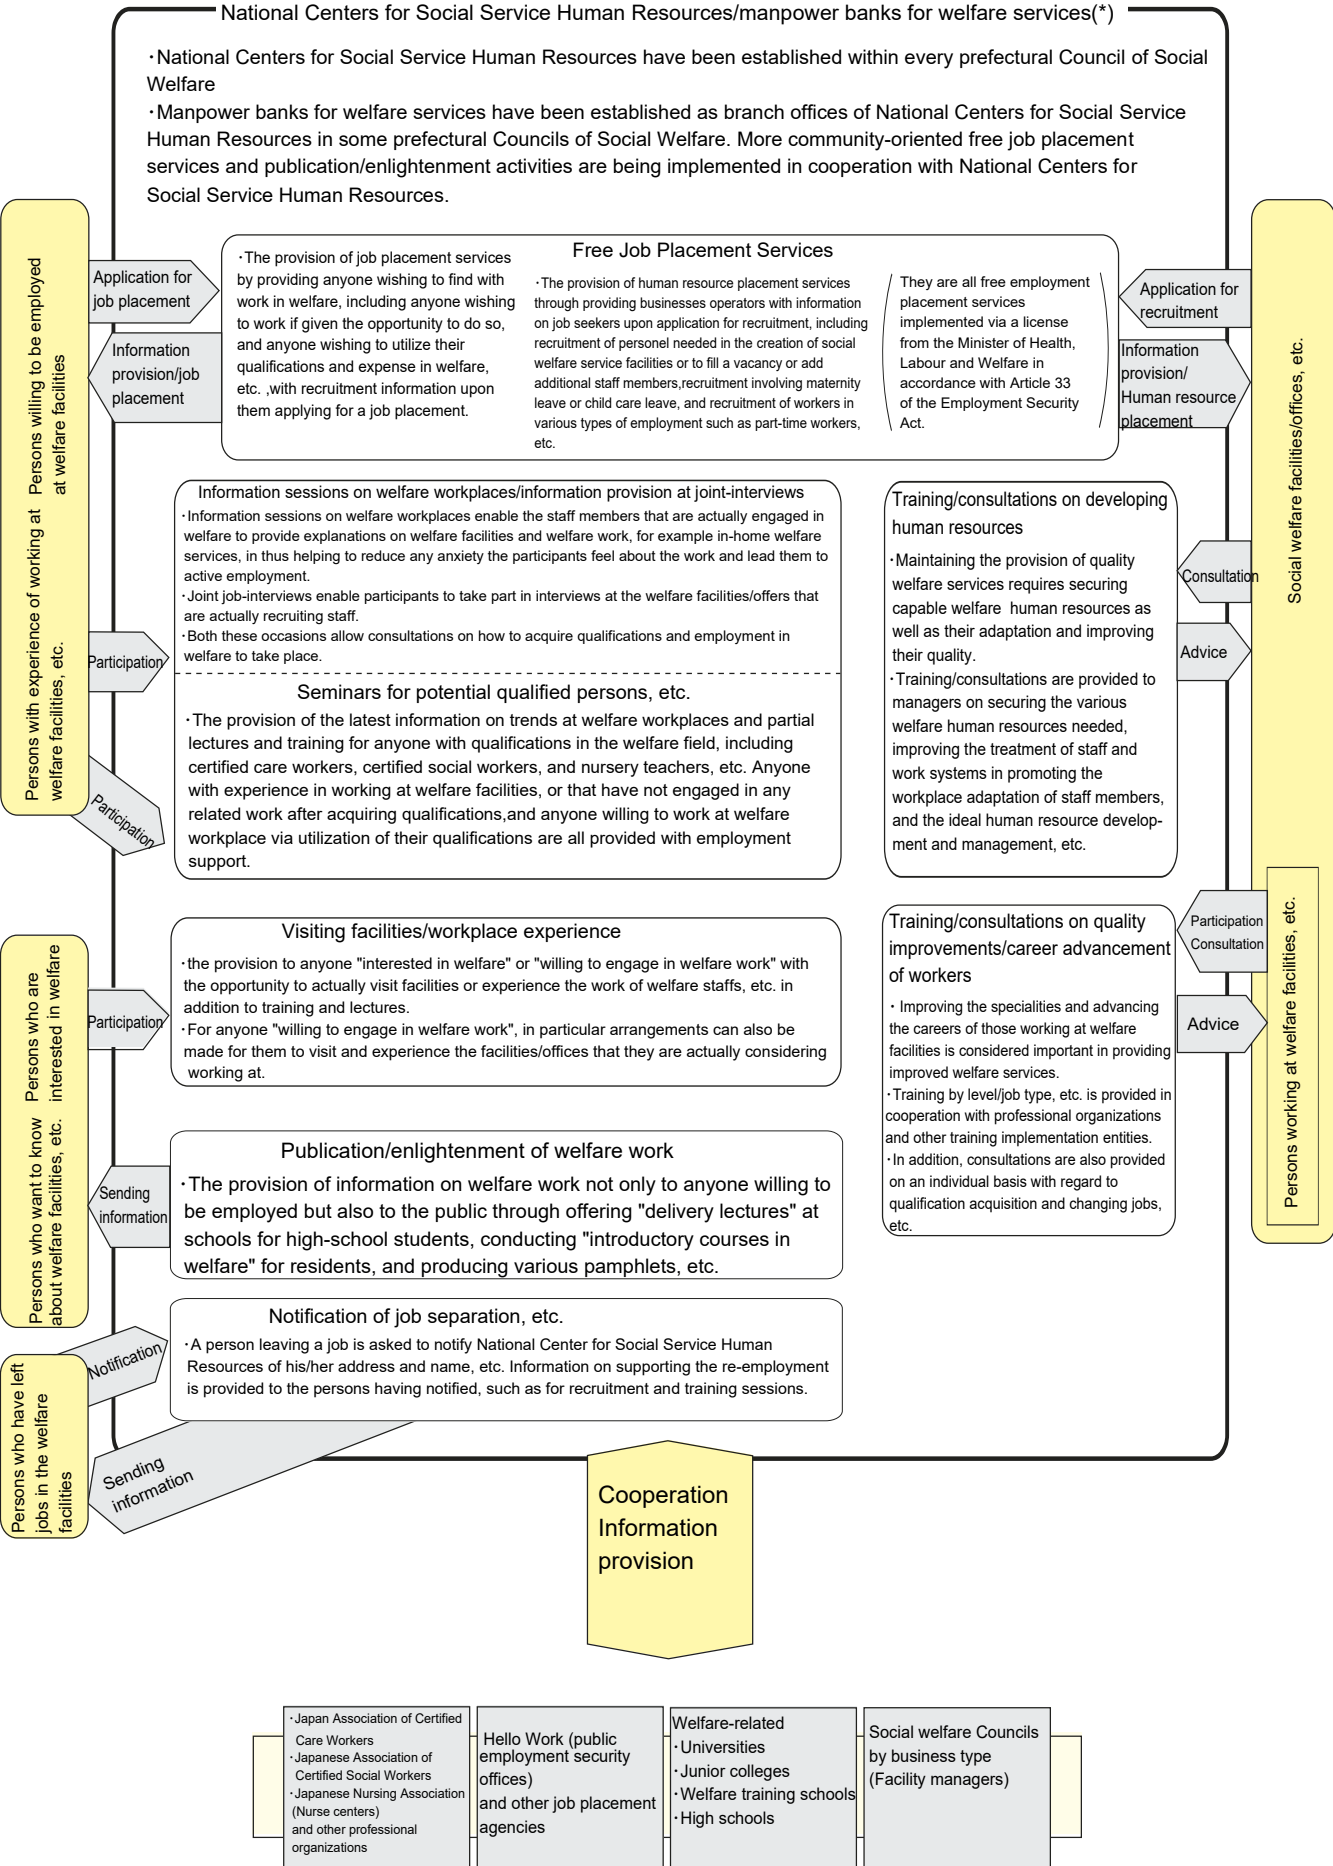 National Centers for Social Service Human Resources/manpower banks for welfare services(*)
・National Centers for Social Service Human Resources have been established within every prefectural Council of Social
Welfare
・Manpower banks for welfare services have been established as branch offices of National Centers for Social Service
Human Resources in some prefectural Councils of Social Welfare. More community-oriented free job placement
services and publication/enlightenment activities are being implemented in cooperation with National Centers for
Social Service Human Resources.
Persons willing to be employed
at welfare facilities
Persons with experience of working at
welfare facilities, etc.
Application for
job placement
Information
provision/job
placement
Free Job Placement Services
・The provision of job placement services
by providing anyone wishing to find with
work in welfare, including anyone wishing
to work if given the opportunity to do so,
and anyone wishing to utilize their
qualifications and expense in welfare,
etc. ,with recruitment information upon
them applying for a job placement.
・The provision of human resource placement services
through providing businesses operators with information
on job seekers upon application for recruitment, including
recruitment of personel needed in the creation of social
welfare service facilities or to fill a vacancy or add
additional staff members,recruitment involving maternity
leave or child care leave, and recruitment of workers in
various types of employment such as part-time workers,
etc.
They are all free employment
placement services
implemented via a license
from the Minister of Health,
Labour and Welfare in
accordance with Article 33
of the Employment Security
Act.
Application for
recruitment
Information
provision/
Human resource
placement
Social welfare facilities/offices, etc.
Participation
Information sessions on welfare workplaces/information provision at joint-interviews
・Information sessions on welfare workplaces enable the staff members that are actually engaged in
welfare to provide explanations on welfare facilities and welfare work, for example in-home welfare
services, in thus helping to reduce any anxiety the participants feel about the work and lead them to
active employment.
・Joint job-interviews enable participants to take part in interviews at the welfare facilities/offers that
are actually recruiting staff.
・Both these occasions allow consultations on how to acquire qualifications and employment in
welfare to take place.
Participation
Seminars for potential qualified persons, etc.
・The provision of the latest information on trends at welfare workplaces and partial
lectures and training for anyone with qualifications in the welfare field, including
certified care workers, certified social workers, and nursery teachers, etc. Anyone
with experience in working at welfare facilities, or that have not engaged in any
related work after acquiring qualifications,and anyone willing to work at welfare
workplace via utilization of their qualifications are all provided with employment
support.
Training/consultations on developing
human resources
・Maintaining the provision of quality
welfare services requires securing
capable welfare human resources as
well as their adaptation and improving
their quality.
・Training/consultations are provided to
managers on securing the various
welfare human resources needed,
improving the treatment of staff and
work systems in promoting the
workplace adaptation of staff members,
and the ideal human resource develop-
ment and management, etc.
Consultation
Advice
Persons who are
interested in welfare
Persons who want to know
about welfare facilities, etc.
Participation
Visiting facilities/workplace experience
・the provision to anyone "interested in welfare" or "willing to engage in welfare work" with
the opportunity to actually visit facilities or experience the work of welfare staffs, etc. in
addition to training and lectures.
・For anyone "willing to engage in welfare work", in particular arrangements can also be
made for them to visit and experience the facilities/offices that they are actually considering
working at.
Training/consultations on quality
improvements/career advancement
of workers
・Improving the specialities and advancing
the careers of those working at welfare
facilities is considered important in providing
improved welfare services.
・Training by level/job type, etc. is provided in
cooperation with professional organizations
and other training implementation entities.
・In addition, consultations are also provided
on an individual basis with regard to
qualification acquisition and changing jobs,
etc.
Participation
Consultation
Advice
Persons working at welfare facilities, etc.
Sending
information
Publication/enlightenment of welfare work
・The provision of information on welfare work not only to anyone willing to
be employed but also to the public through offering "delivery lectures" at
schools for high-school students, conducting "introductory courses in
welfare" for residents, and producing various pamphlets, etc.
Persons who have left
jobs in the welfare
facilities
Notification
Notification of job separation, etc.
・A person leaving a job is asked to notify National Center for Social Service Human
Resources of his/her address and name, etc. Information on supporting the re-employment
is provided to the persons having notified, such as for recruitment and training sessions.
Sending
information
Cooperation
Information
provision
・Japan Association of Certified
Care Workers
・Japanese Association of
Certified Social Workers
・Japanese Nursing Association
(Nurse centers)
and other professional
organizations
Hello Work (public
employment security
offices)
and other job placement
agencies
Welfare-related
・Universities
・Junior colleges
・Welfare training schools
・High schools
Social welfare Councils
by business type
(Facility managers)